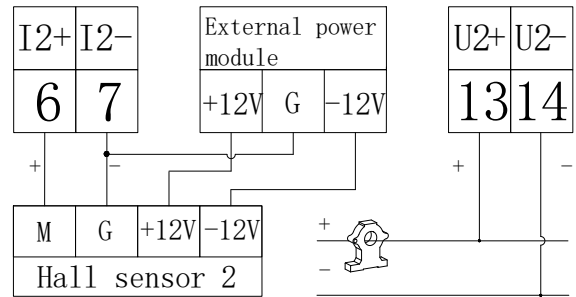 I2+ I2-
6 7
External power
module
+12V G -12V
U2+ U2-
13 14
+ -
+ -
M G +12V -12V
Hall sensor 2
+
-